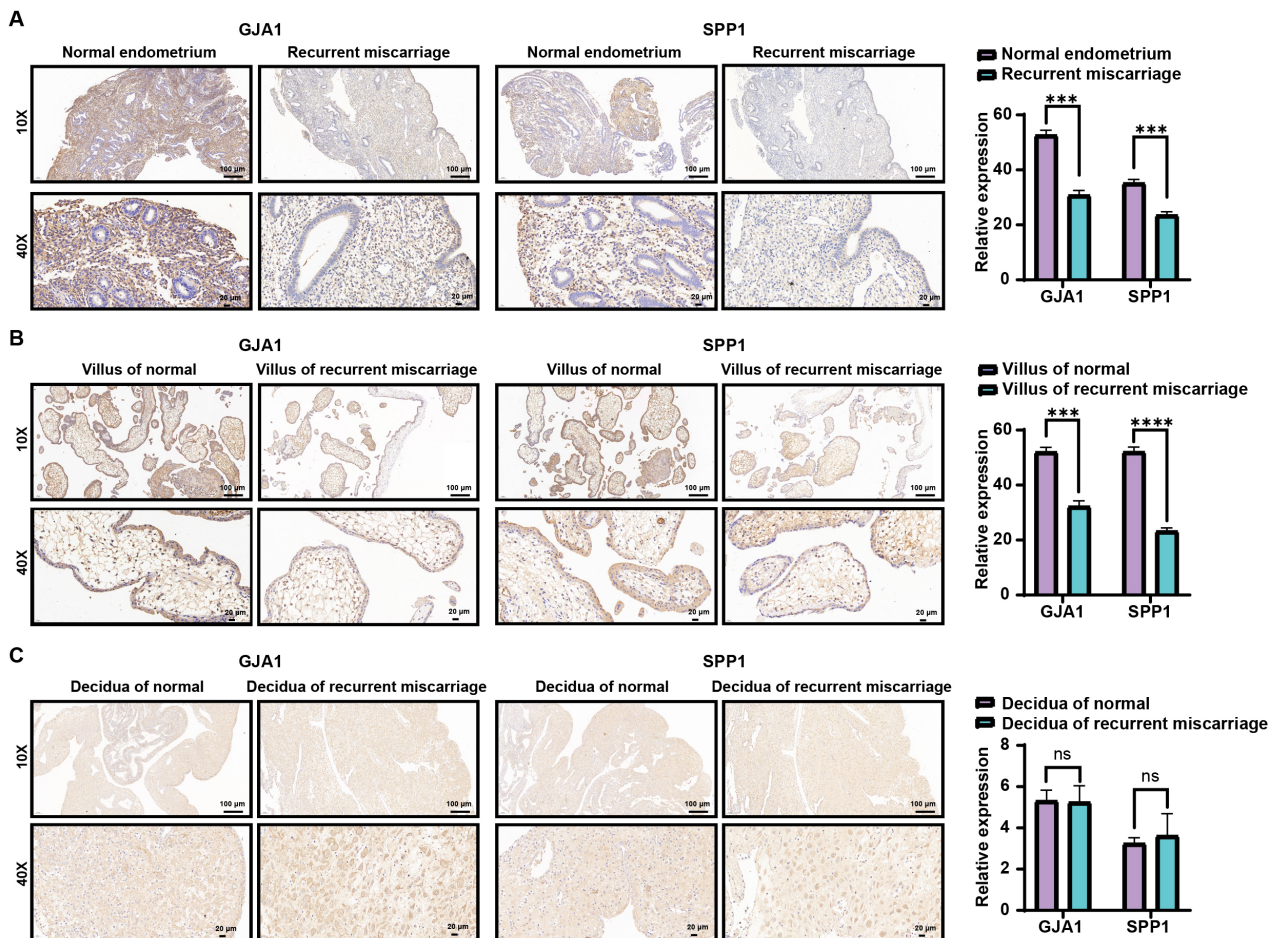 A
GJA1
SPP1
Normal endometrium
Recurrent miscarriage
Normal endometrium
Recurrent miscarriage
10X
100 µm
100 µm
100 µm
100 µm
40X
20 µm
20 µm
20 µm
20 µm
Normal endometrium
Recurrent miscarriage
Relative expression
60
40
20
0
***
***
GJA1
SPP1
B
GJA1
SPP1
Villus of normal
Villus of recurrent miscarriage
Villus of normal
Villus of recurrent miscarriage
10X
100 µm
100 µm
100 µm
100 µm
40X
20 µm
20 µm
20 µm
20 µm
Villus of normal
Villus of recurrent miscarriage
Relative expression
60
40
20
0
***
****
GJA1
SPP1
C
GJA1
SPP1
Decidua of normal
Decidua of recurrent miscarriage
Decidua of normal
Decidua of recurrent miscarriage
10X
100 µm
100 µm
100 µm
100 µm
40X
20 µm
20 µm
20 µm
20 µm
Decidua of normal
Decidua of recurrent miscarriage
Relative expression
8
6
4
2
0
ns
ns
GJA1
SPP1